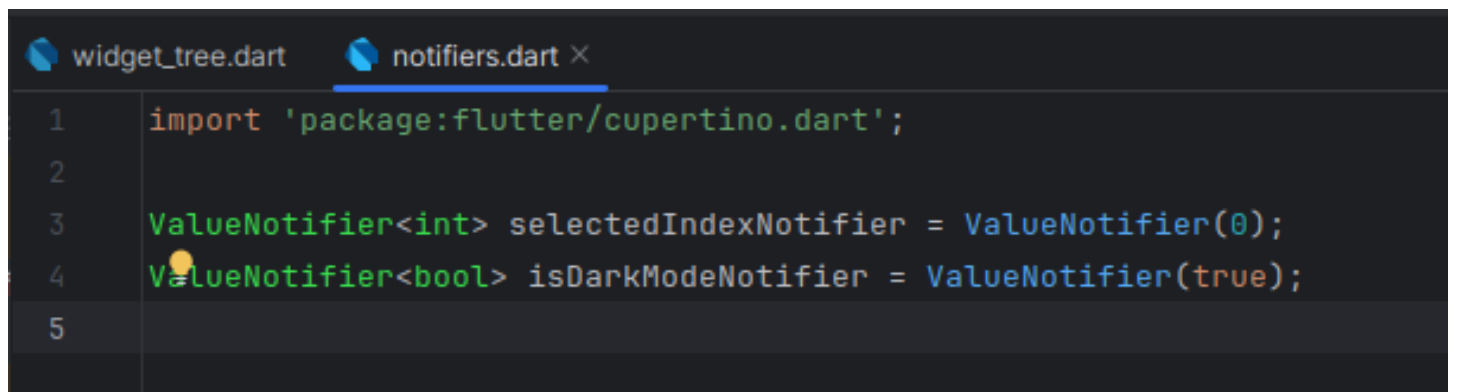 widget_tree.dart notifiers.dart ×
1 import 'package:flutter/cupertino.dart';
2
3 ValueNotifier<int> selectedIndexNotifier = ValueNotifier(0);
4 ValueNotifier<bool> isDarkModeNotifier = ValueNotifier(true);
5